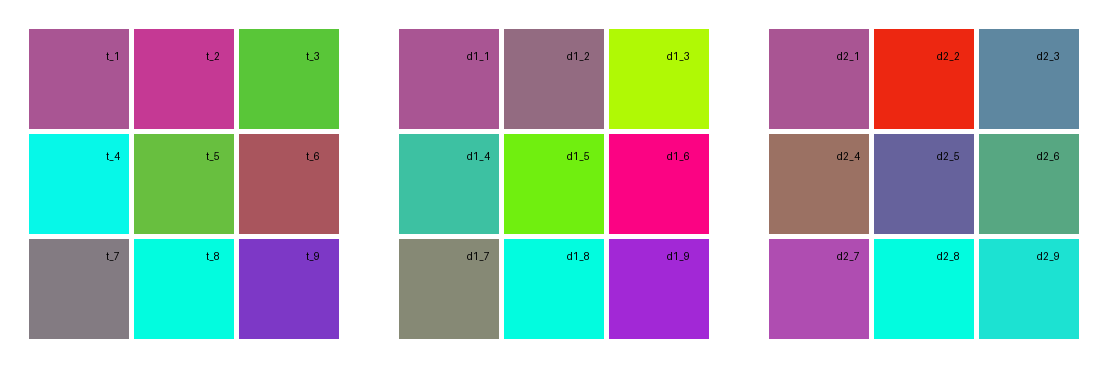 t_1 t_2 t_3 d1_1 d1_2 d1_3 d2_1 d2_2 d2_3
t_4 t_5 t_6 d1_4 d1_5 d1_6 d2_4 d2_5 d2_6
t_7 t_8 t_9 d1_7 d1_8 d1_9 d2_7 d2_8 d2_9